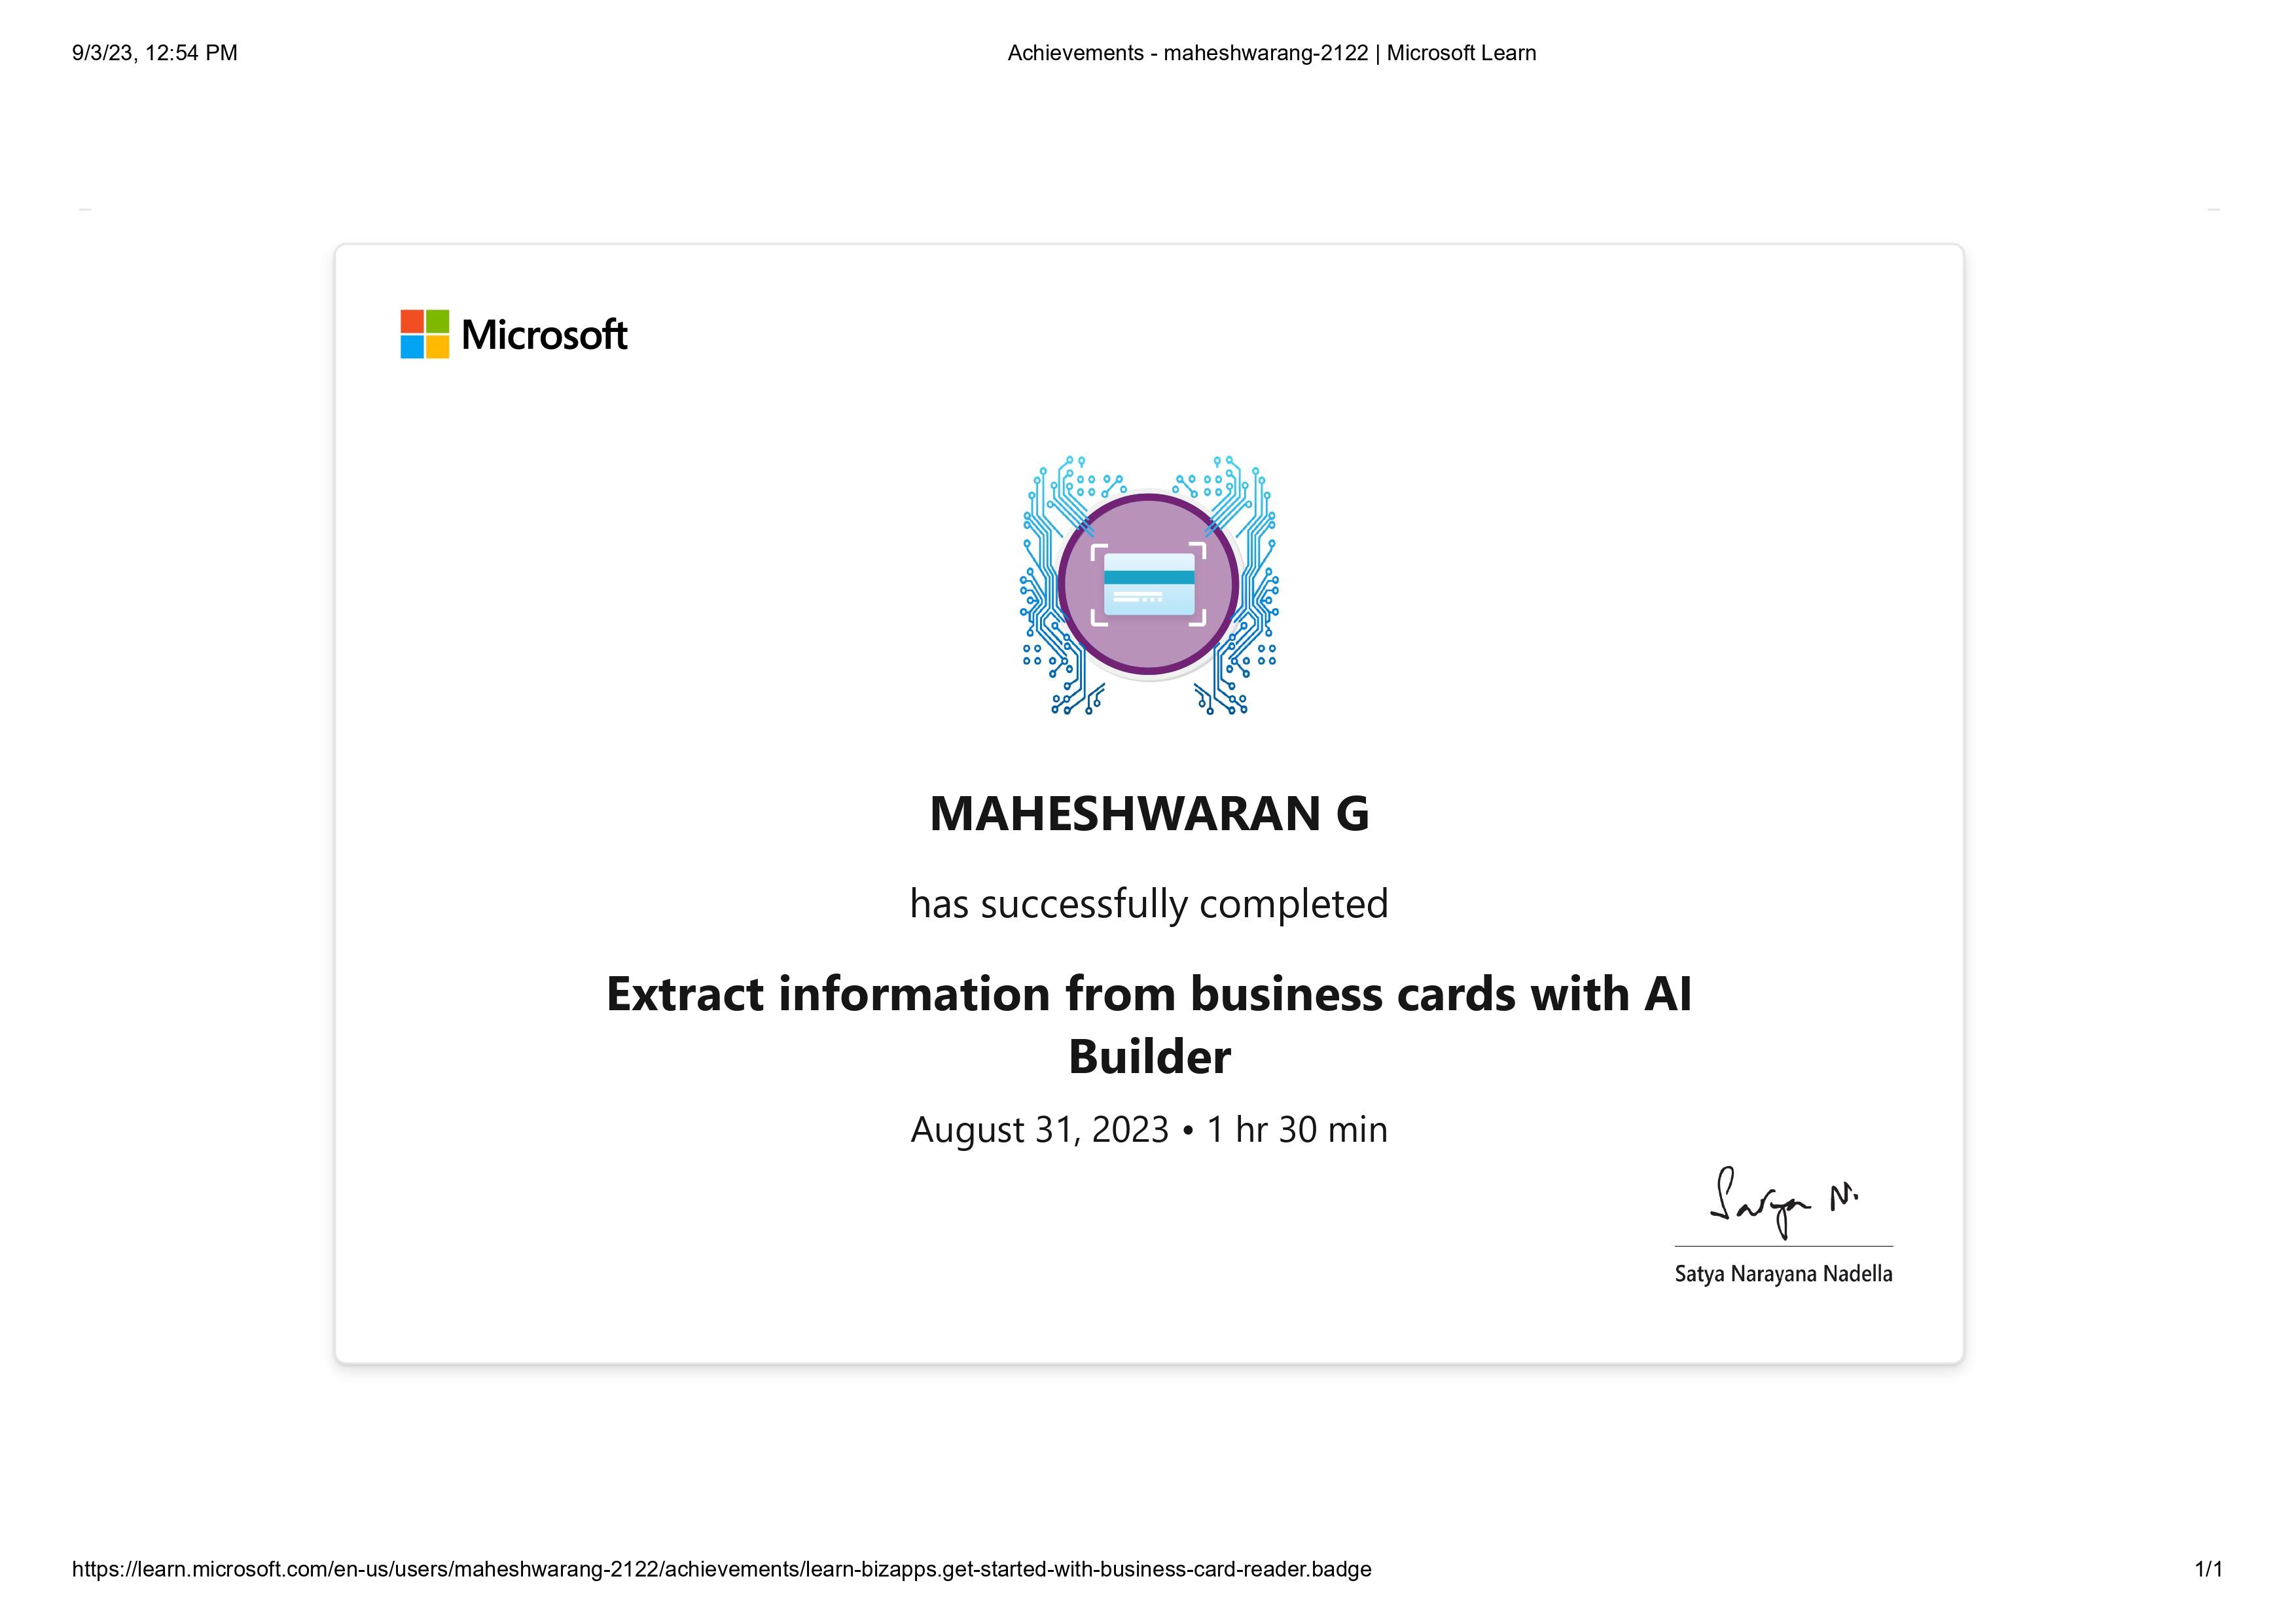 9/3/23, 12:54 PM
Achievements - maheshwarang-2122 | Microsoft Learn
Microsoft
MAHESHWARAN G
has successfully completed
Extract information from business cards with AI
Builder
August 31, 2023 • 1 hr 30 min
Satya N.
Satya Narayana Nadella
https://learn.microsoft.com/en-us/users/maheshwarang-2122/achievements/learn-bizapps.get-started-with-business-card-reader.badge
1/1